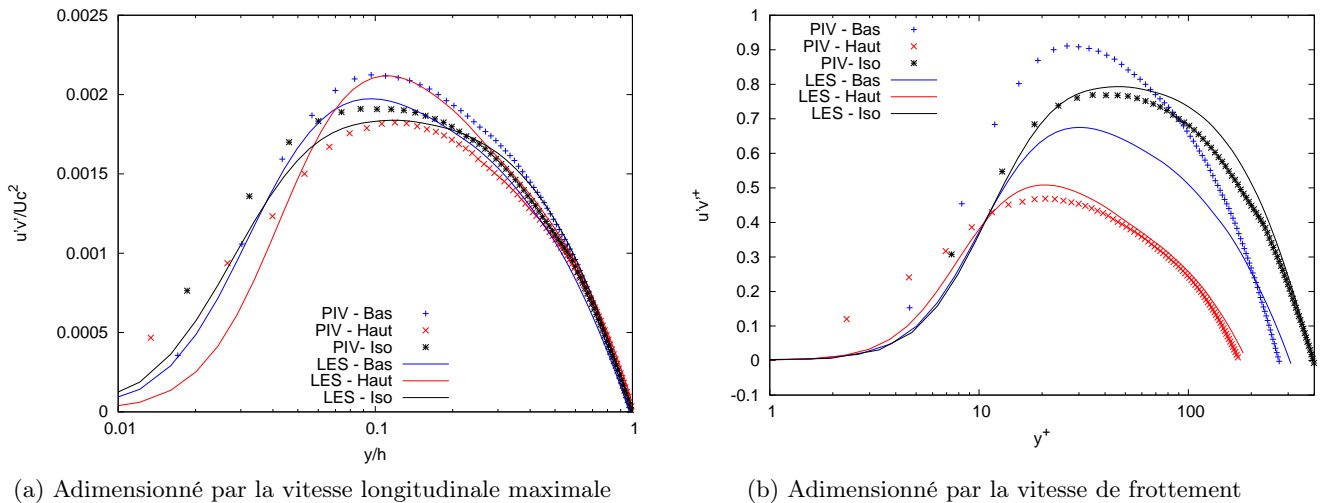 0.0025
0.002
0.0015
0.001
0.0005
0
0.01
0.1
1
u'v'/Uc²
y/h
PIV - Bas
PIV - Haut
PIV- Iso
LES - Bas
LES - Haut
LES - Iso
(a) Adimensionné par la vitesse longitudinale maximale
1
0.9
0.8
0.7
0.6
0.5
0.4
0.3
0.2
0.1
0
-0.1
1
10
100
u'v'⁺
y⁺
PIV - Bas
PIV - Haut
PIV- Iso
LES - Bas
LES - Haut
LES - Iso
(b) Adimensionné par la vitesse de frottement